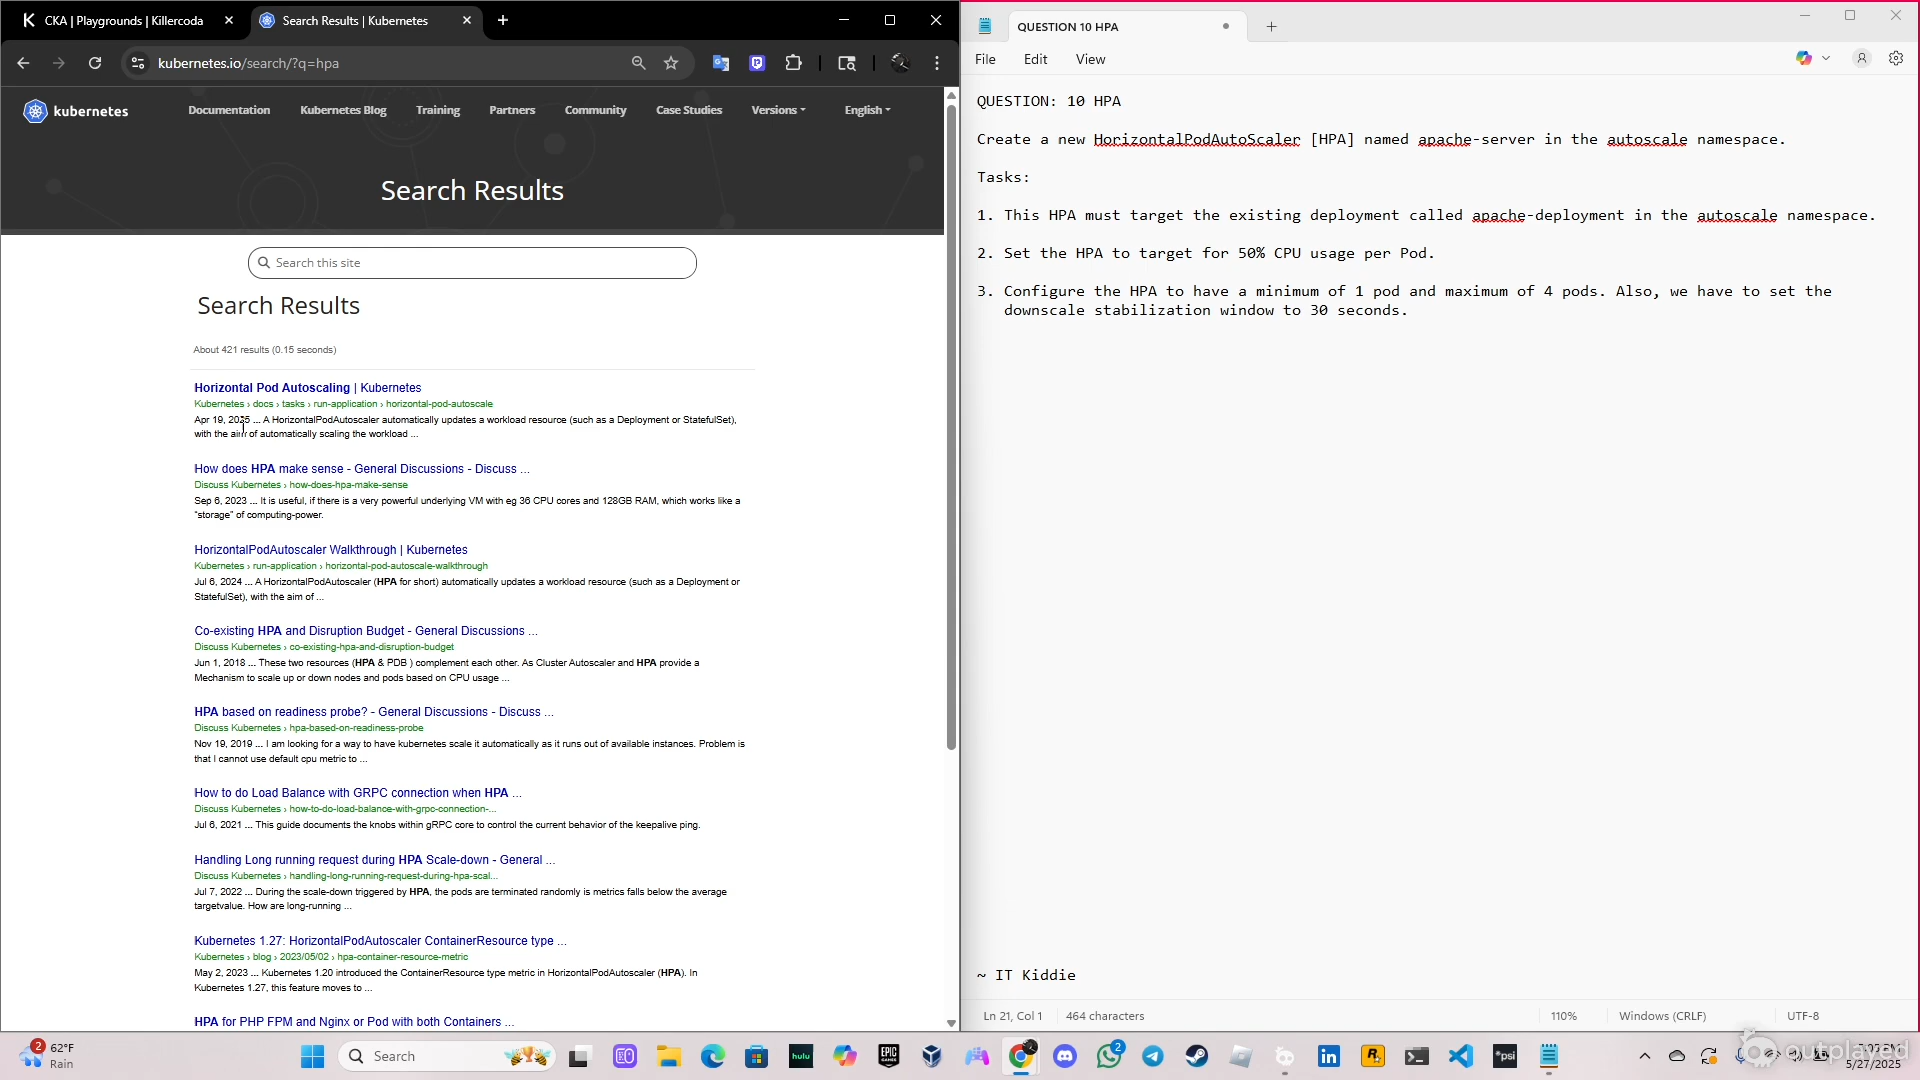 CKA | Playgrounds | Killercoda
Search Results | Kubernetes
kubernetes.io/search/?q=hpa
kubernetes
Documentation
Kubernetes Blog
Training
Partners
Community
Case Studies
Versions
English
Search Results
Search this site
Search Results
About 421 results (0.15 seconds)
Horizontal Pod Autoscaling | Kubernetes
Kubernetes › docs › tasks › run-application › horizontal-pod-autoscale
Apr 19, 2025 ... A HorizontalPodAutoscaler automatically updates a workload resource (such as a Deployment or StatefulSet),
with the aim of automatically scaling the workload ...
How does HPA make sense - General Discussions - Discuss ...
Discuss Kubernetes › how-does-hpa-make-sense
Sep 6, 2023 ... It is useful, if there is a very powerful underlying VM with eg 36 CPU cores and 128GB RAM, which works like a
“storage” of computing-power.
HorizontalPodAutoscaler Walkthrough | Kubernetes
Kubernetes › run-application › horizontal-pod-autoscale-walkthrough
Jul 6, 2024 ... A HorizontalPodAutoscaler (HPA for short) automatically updates a workload resource (such as a Deployment or
StatefulSet), with the aim of ...
Co-existing HPA and Disruption Budget - General Discussions ...
Discuss Kubernetes › co-existing-hpa-and-disruption-budget
Jun 1, 2018 ... These two resources (HPA & PDB ) complement each other. As Cluster Autoscaler and HPA provide a
Mechanism to scale up or down nodes and pods based on CPU usage ...
HPA based on readiness probe? - General Discussions - Discuss ...
Discuss Kubernetes › hpa-based-on-readiness-probe
Nov 19, 2019 ... I am looking for a way to have kubernetes scale it automatically as it runs out of available instances. Problem is
that I cannot use default cpu metric to ...
How to do Load Balance with GRPC connection when HPA ...
Discuss Kubernetes › how-to-do-load-balance-with-grpc-connection-...
Jul 6, 2021 ... This guide documents the knobs within gRPC core to control the current behavior of the keepalive ping.
Handling Long running request during HPA Scale-down - General ...
Discuss Kubernetes › handling-long-running-request-during-hpa-scal...
Jul 7, 2022 ... During the scale-down triggered by HPA, the pods are terminated randomly is metrics falls below the average
targetvalue. How are long-running ...
Kubernetes 1.27: HorizontalPodAutoscaler ContainerResource type ...
Kubernetes › blog › 2023/05/02 › hpa-container-resource-metric
May 2, 2023 ... Kubernetes 1.20 introduced the ContainerResource type metric in HorizontalPodAutoscaler (HPA). In
Kubernetes 1.27, this feature moves to ...
HPA for PHP FPM and Nginx or Pod with both Containers ...
QUESTION 10 HPA
File
Edit
View
QUESTION: 10 HPA
Create a new HorizontalPodAutoScaler [HPA] named apache-server in the autoscale namespace.
Tasks:
1. This HPA must target the existing deployment called apache-deployment in the autoscale namespace.
2. Set the HPA to target for 50% CPU usage per Pod.
3. Configure the HPA to have a minimum of 1 pod and maximum of 4 pods. Also, we have to set the
downscale stabilization window to 30 seconds.
~ IT Kiddie
Ln 21, Col 1
464 characters
110%
Windows (CRLF)
UTF-8
2
62°F
Rain
Search
hulu
EPIC GAMES
2
in
R
*psi
outplayed
5/27/2025